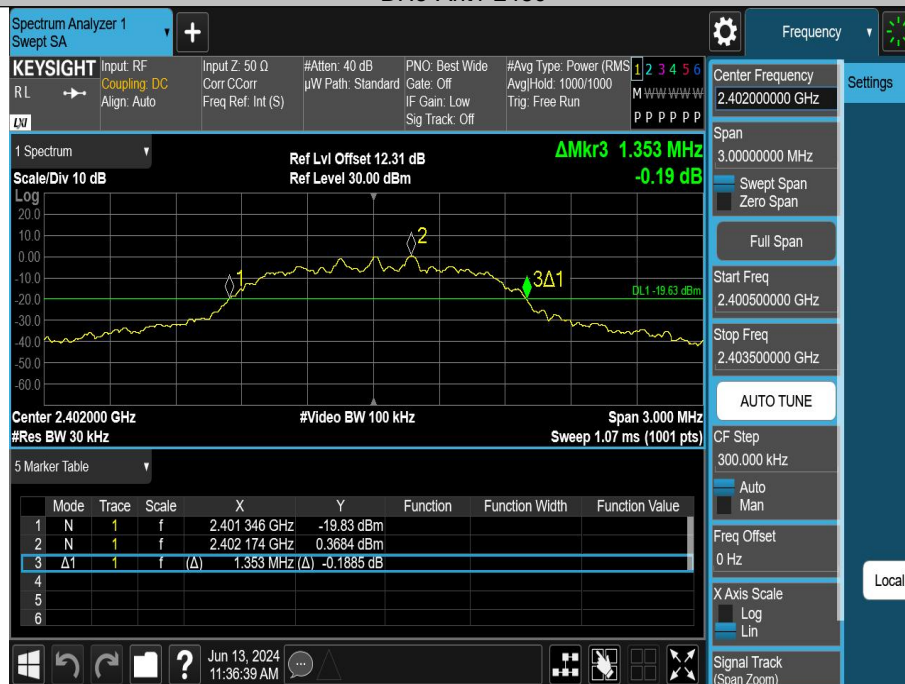 Spectrum Analyzer 1
Swept SA
+
Frequency
KEYSIGHT
RL
LXI
Input: RF
Coupling: DC
Align: Auto
Input Z: 50 Ω
Corr CCorr
Freq Ref: Int (S)
#Atten: 40 dB
µW Path: Standard
PNO: Best Wide
Gate: Off
IF Gain: Low
Sig Track: Off
#Avg Type: Power (RMS
Avg|Hold: 1000/1000
Trig: Free Run
1 2 3 4 5 6
M W W W W W
P P P P P P
1 Spectrum
Scale/Div 10 dB
Ref Lvl Offset 12.31 dB
Ref Level 30.00 dBm
ΔMkr3 1.353 MHz
-0.19 dB
Log
20.0
10.0
0.00
-10.0
-20.0
-30.0
-40.0
-50.0
-60.0
1
2
3Δ1
DL1 -19.63 dBm
Center 2.402000 GHz
#Video BW 100 kHz
Span 3.000 MHz
#Res BW 30 kHz
Sweep 1.07 ms (1001 pts)
5 Marker Table
Mode Trace Scale X Y Function Function Width Function Value
1 N 1 f 2.401 346 GHz -19.83 dBm
2 N 1 f 2.402 174 GHz 0.3684 dBm
3 Δ1 1 f (Δ) 1.353 MHz (Δ) -0.1885 dB
4
5
6
Jun 13, 2024
11:36:39 AM
?
Settings
Center Frequency
2.402000000 GHz
Span
3.00000000 MHz
Swept Span
Zero Span
Full Span
Start Freq
2.400500000 GHz
Stop Freq
2.403500000 GHz
AUTO TUNE
CF Step
300.000 kHz
Auto
Man
Freq Offset
0 Hz
X Axis Scale
Log
Lin
Signal Track
(Span Zoom)
Local